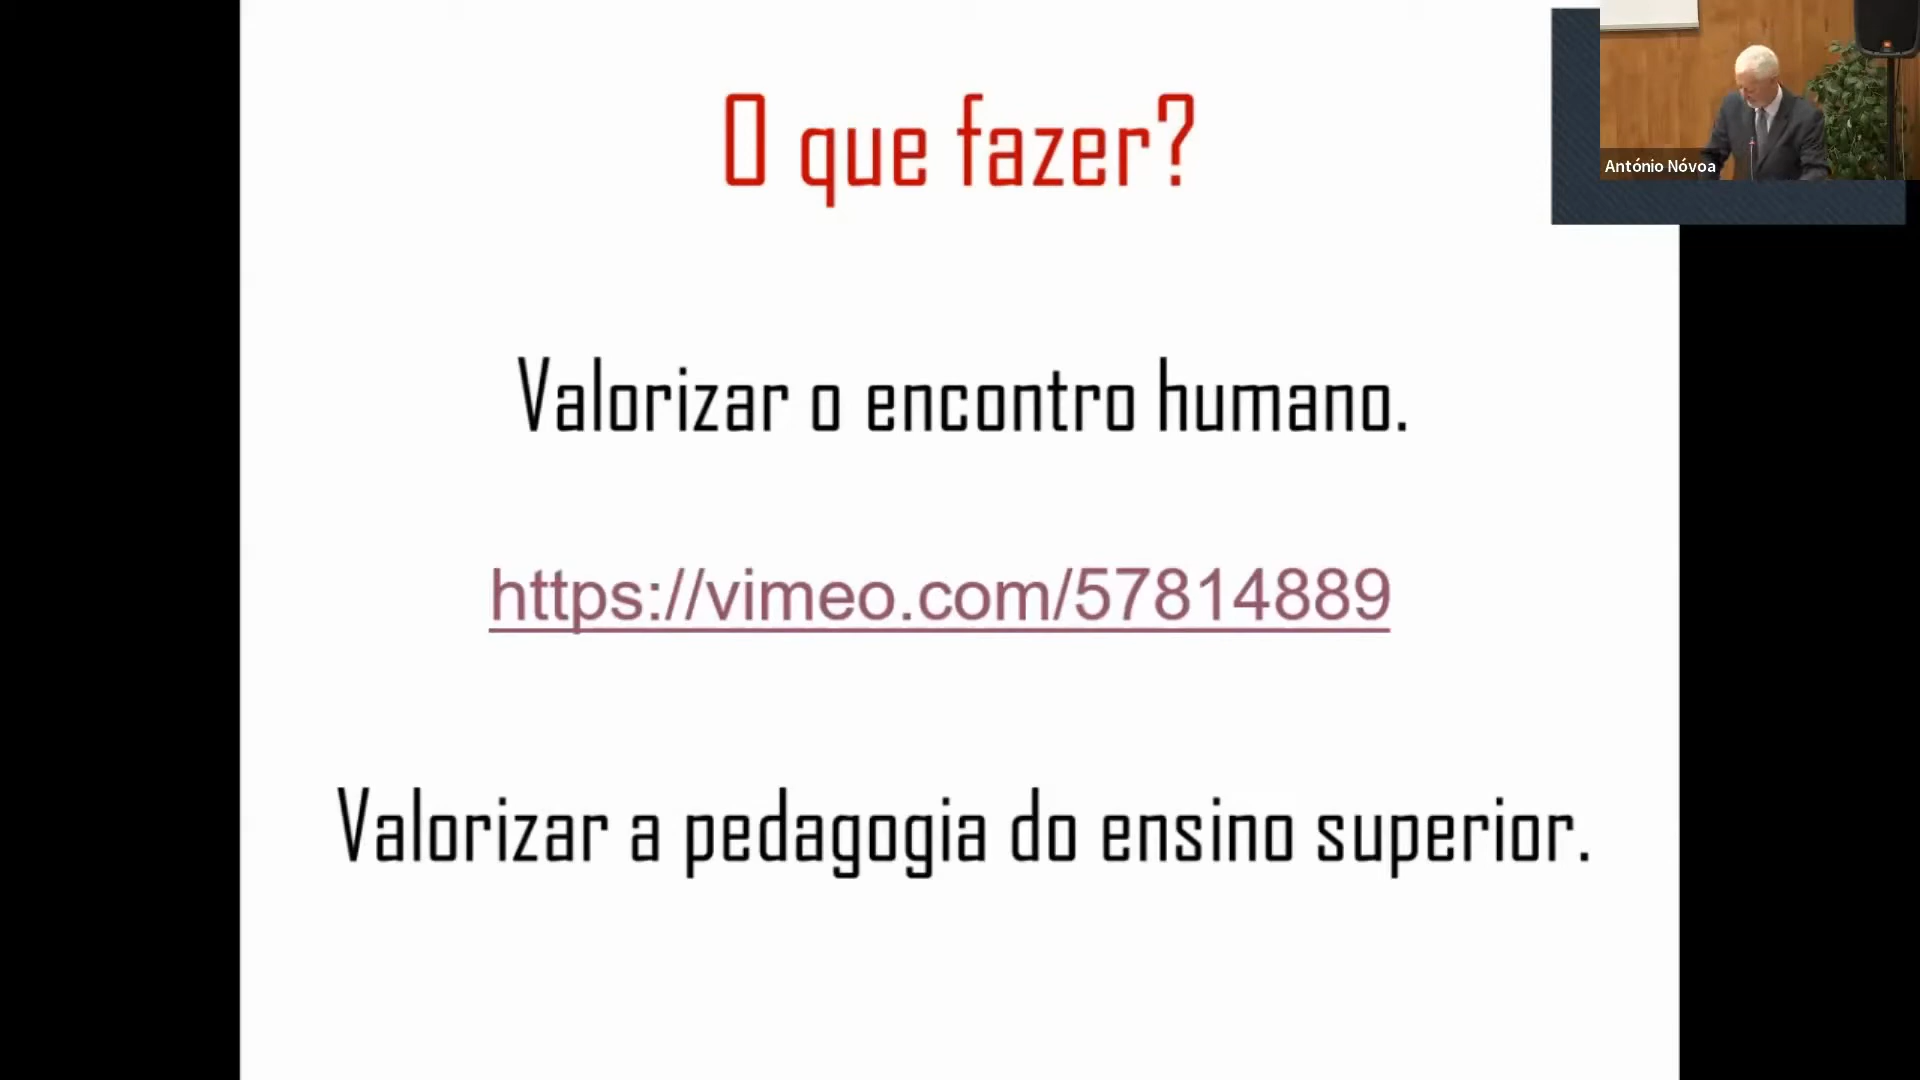 O que fazer?
António Nóvoa
Valorizar o encontro humano.
https://vimeo.com/57814889
Valorizar a pedagogia do ensino superior.